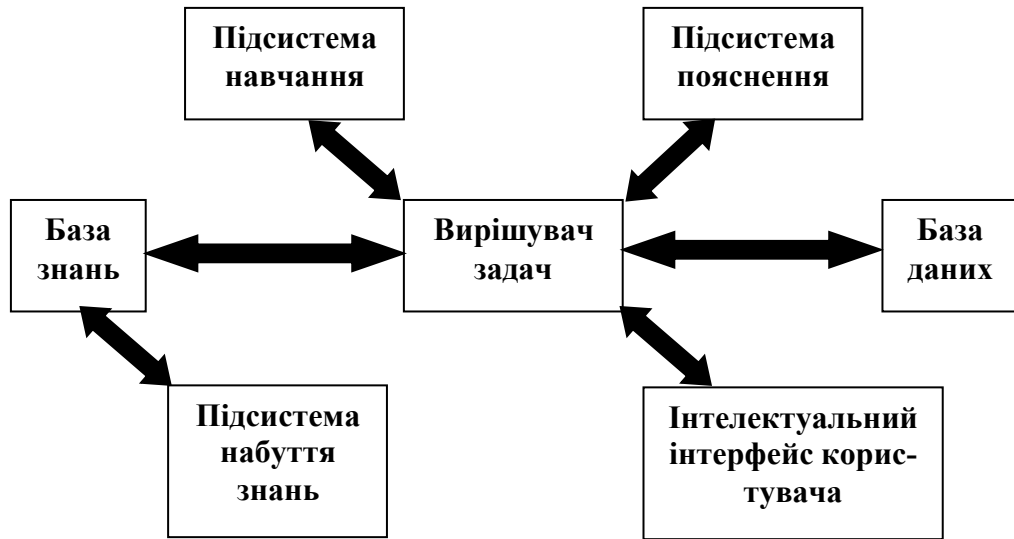 Підсистема
навчання
Підсистема
пояснення
База
знань
Вирішувач
задач
База
даних
Підсистема
набуття
знань
Інтелектуальний
інтерфейс корис-
тувача